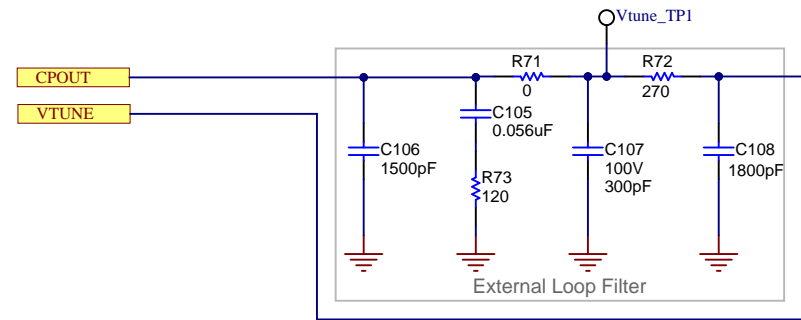 Vtune_TP1
CPOUT
VTUNE
R71
0
R72
270
C105
0.056uF
C106
1500pF
R73
120
C107
100V
300pF
C108
1800pF
External Loop Filter